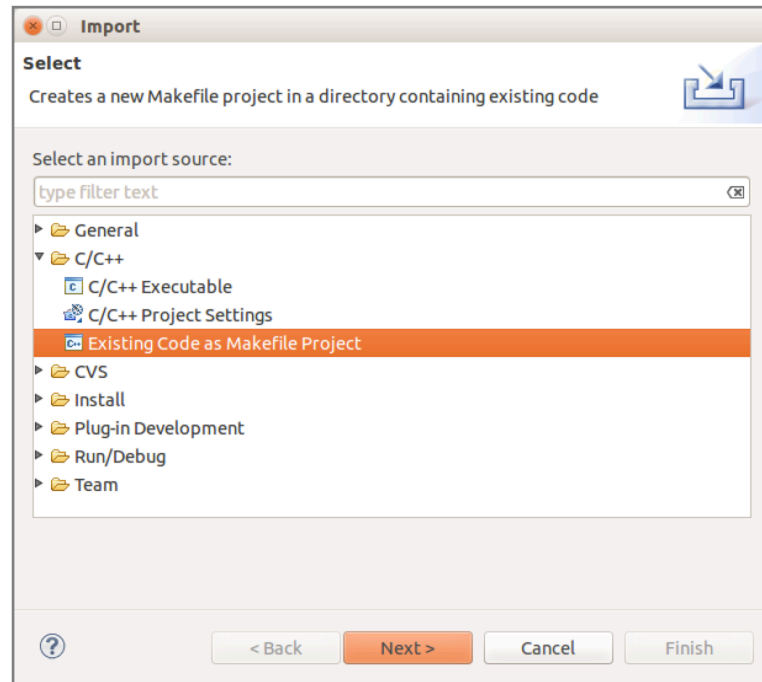 Import
Select
Creates a new Makefile project in a directory containing existing code
Select an import source:
type filter text
General
C/C++
C/C++ Executable
C/C++ Project Settings
Existing Code as Makefile Project
CVS
Install
Plug-in Development
Run/Debug
Team
? < Back Next > Cancel Finish